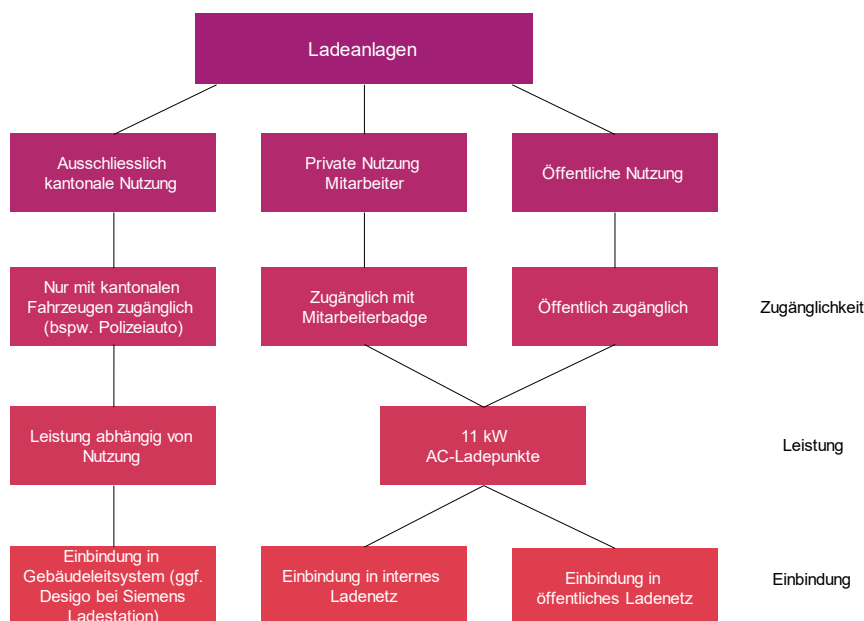 Ladeanlagen
Ausschliesslich
kantonale Nutzung
Private Nutzung
Mitarbeiter
Öffentliche Nutzung
Nur mit kantonalen
Fahrzeugen zugänglich
(bspw. Polizeiauto)
Zugänglich mit
Mitarbeiterbadge
Öffentlich zugänglich
Zugänglichkeit
Leistung abhängig von
Nutzung
11 kW
AC-Ladepunkte
Leistung
Einbindung in
Gebäudeleitsystem (ggf.
Desigo bei Siemens
Ladestation)
Einbindung in internes
Ladenetz
Einbindung in
öffentliches Ladenetz
Einbindung